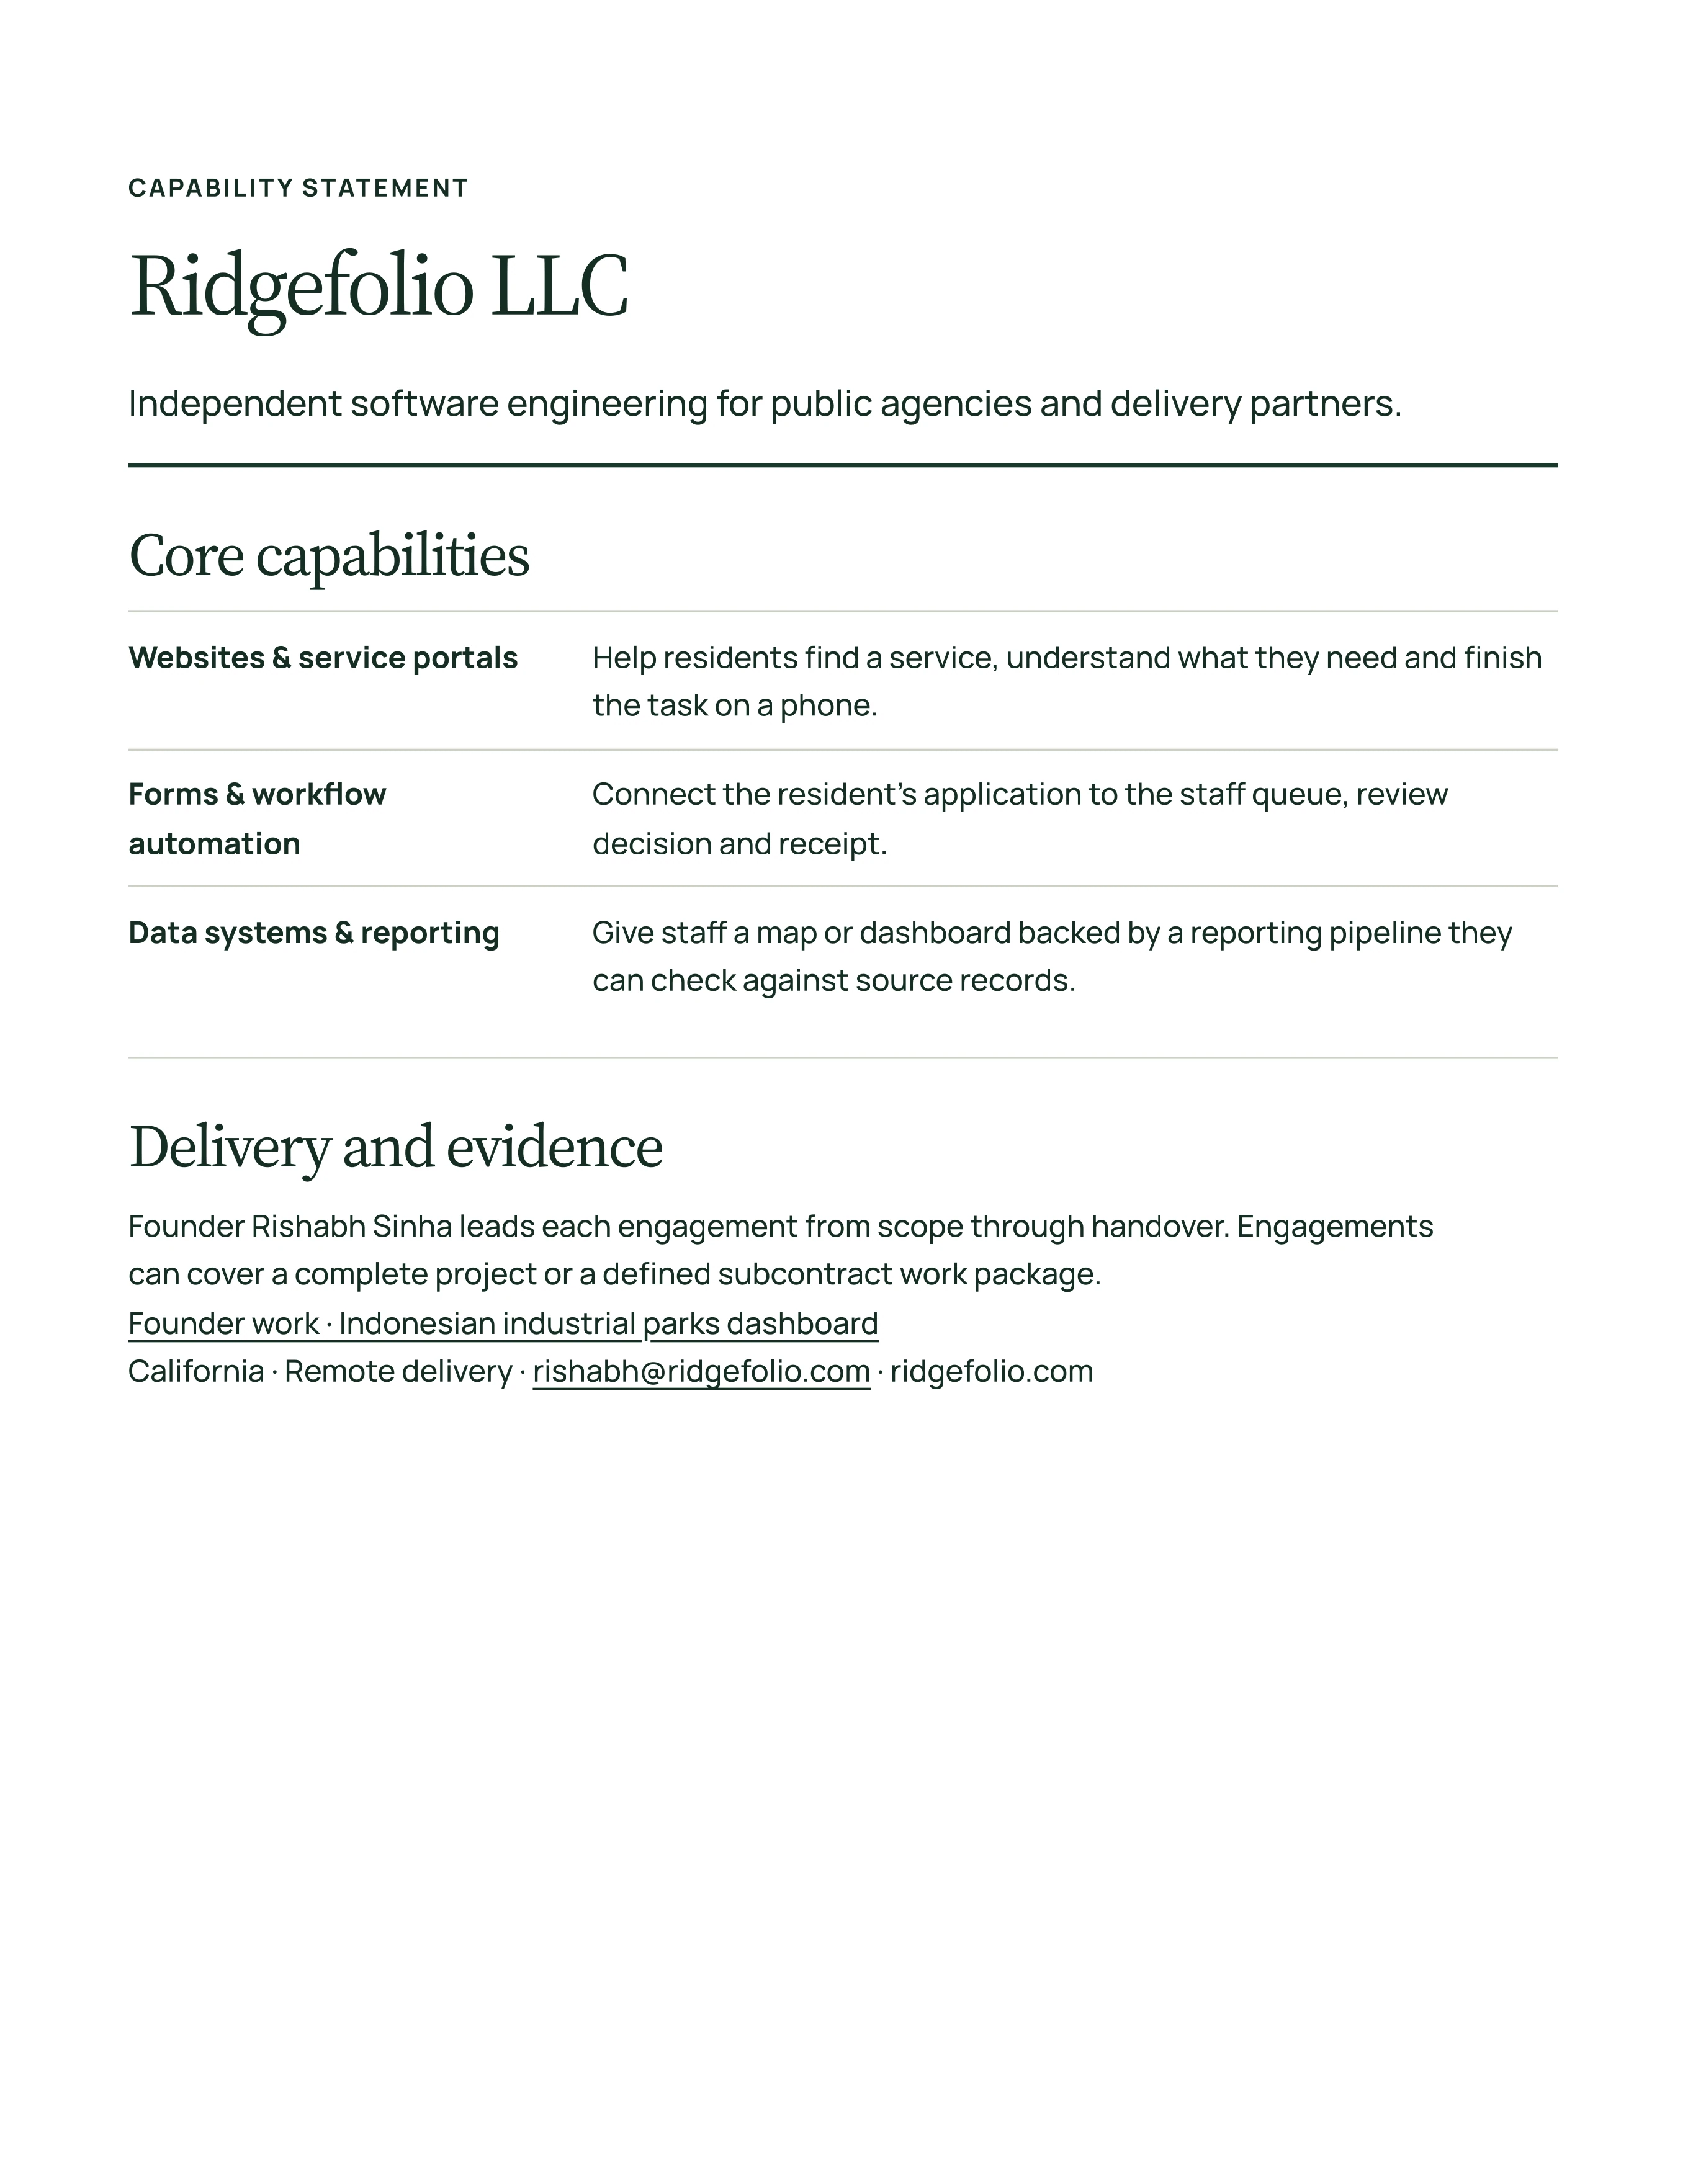 CAPABILITY STATEMENT
Ridgefolio LLC
Independent software engineering for public agencies and delivery partners.
Core capabilities
Websites & service portals
Help residents find a service, understand what they need and finish
the task on a phone.
Forms & workflow
automation
Connect the resident’s application to the staff queue, review
decision and receipt.
Data systems & reporting
Give staff a map or dashboard backed by a reporting pipeline they
can check against source records.
Delivery and evidence
Founder Rishabh Sinha leads each engagement from scope through handover. Engagements
can cover a complete project or a defined subcontract work package.
Founder work · Indonesian industrial parks dashboard
California · Remote delivery · rishabh@ridgefolio.com · ridgefolio.com